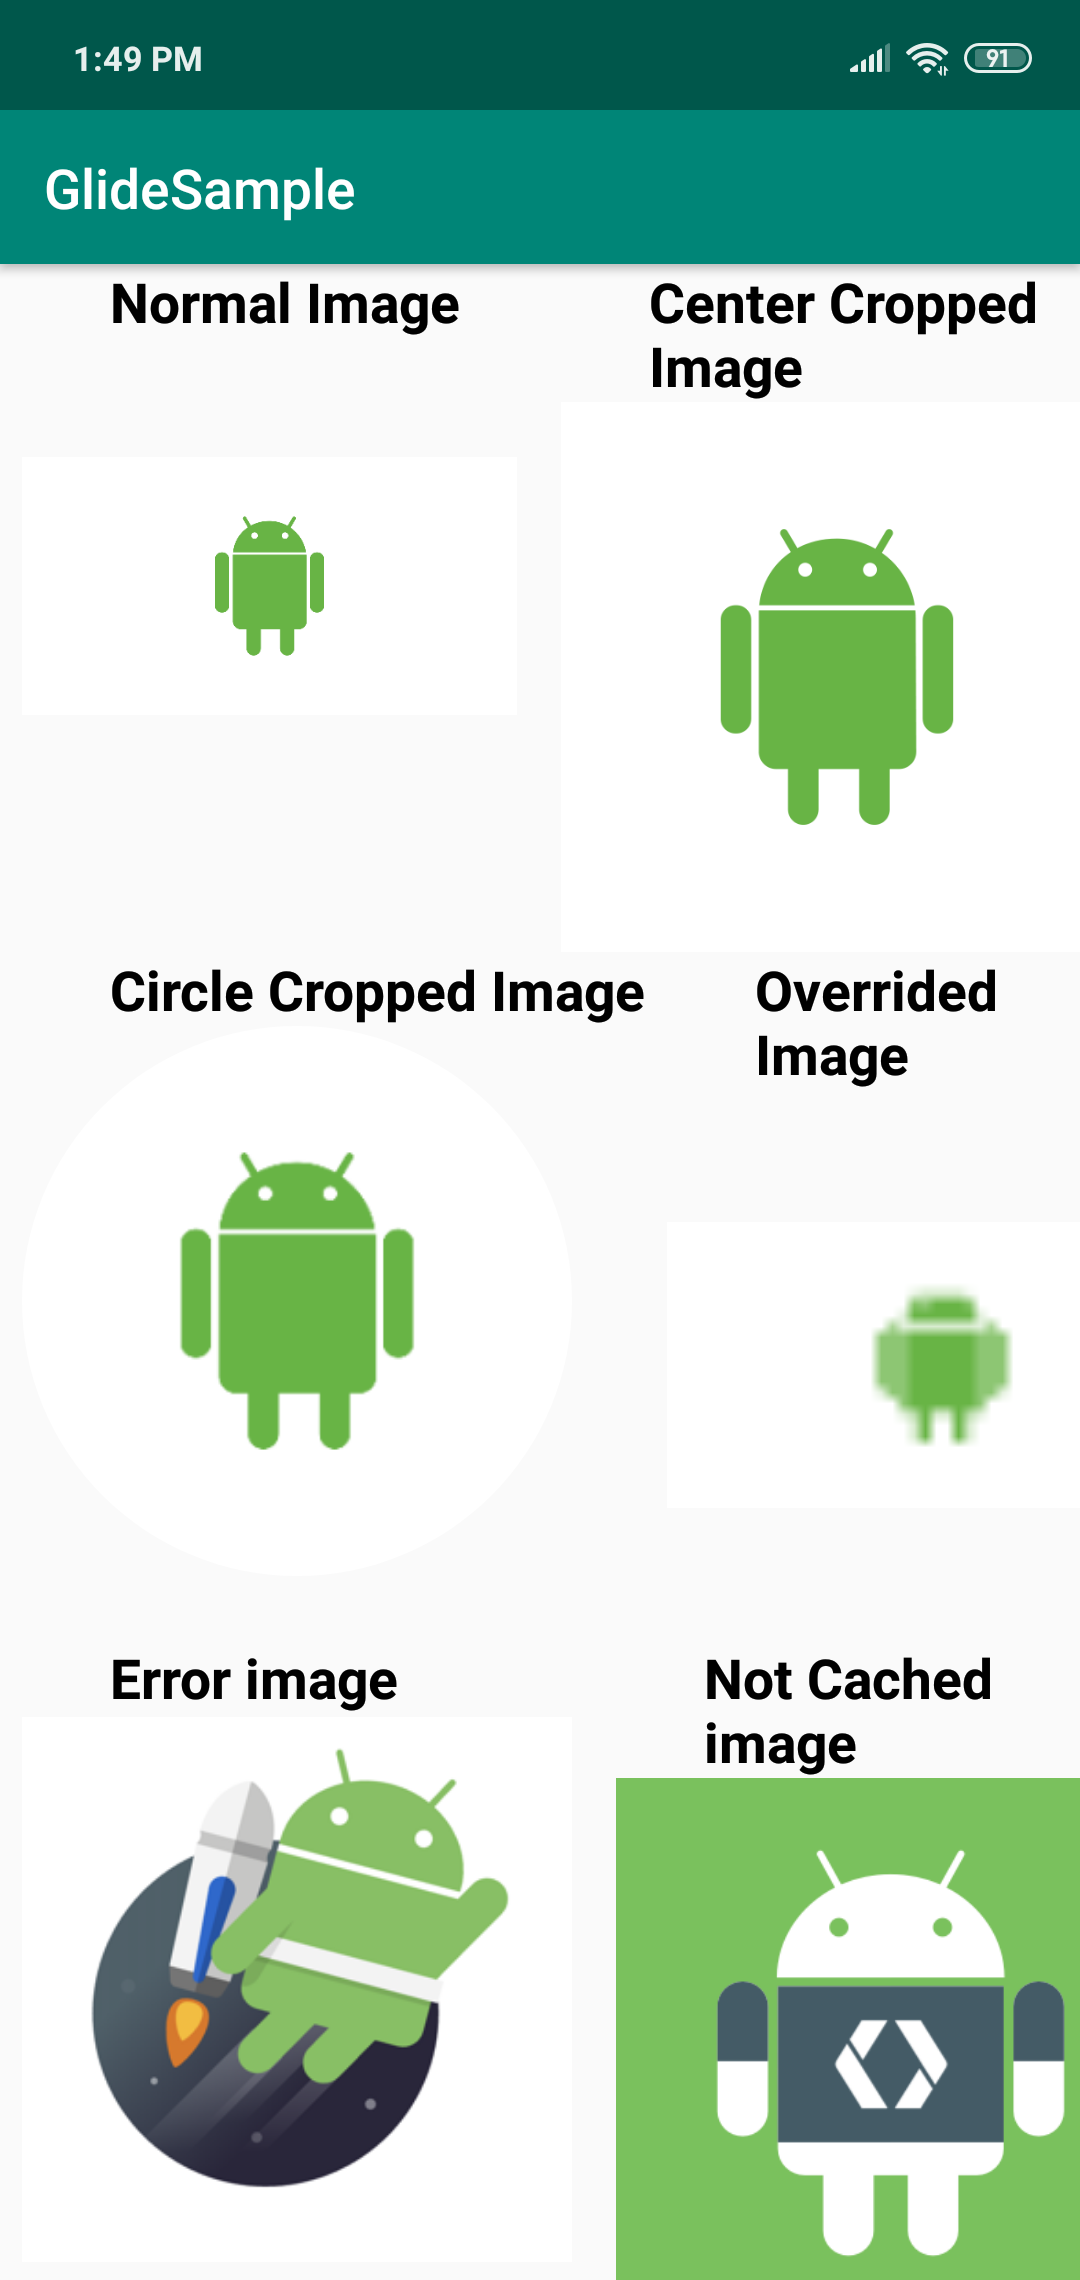 1:49 PM
91
GlideSample
Normal Image
Center Cropped
Image
Circle Cropped Image
Overrided
Image
Error image
Not Cached
image